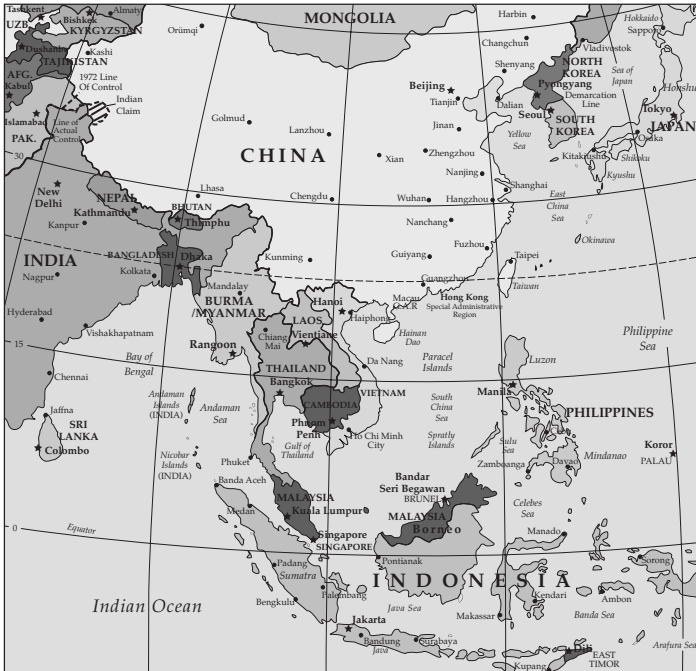 Tashkent
Bishkek
Almaty
UZB.
KYRGYZSTAN
Ürümqi
MONGOLIA
Harbin
Hokkaido
Sapporo
Changchun
Vladivostok
Dushanbe
TAJIKISTAN
Kashi
Shenyang
NORTH
KOREA
Sea of
Japan
AFG.
Kabul
1972 Line
Of Control
Beijing
Pyongyang
Honshu
Indian
Claim
Tianjin
Dalian
Demarcation
Line
Tokyo
Islamabad
Line of
Actual
Control
Golmud
Lanzhou
Jinan
Seoul
SOUTH
KOREA
JAPAN
PAK.
Yellow
Sea
Osaka
30
CHINA
Xian
Zhengzhou
Kitakiushu
Shikoku
Kyushu
Nanjing
New
Delhi
NEPAL
Lhasa
Chengdu
Wuhan
Hangzhou
Shanghai
East
China
Sea
Kathmandu
BHUTAN
Thimphu
Kanpur
Nanchang
Okinawa
INDIA
BANGLADESH
Dhaka
Kunming
Guiyang
Fuzhou
Taipei
Nagpur
Kolkata
Guangzhou
Taiwan
Mandalay
BURMA
/MYANMAR
Hanoi
Macau
S.A.R
Hong Kong
Special Administrative
Region
Hyderabad
LAOS
Haiphong
Vishakhapatnam
Chiang
Mai
Vientiane
Hainan
Dao
Philippine
Sea
15
Rangoon
Bay of
Bengal
Da Nang
Paracel
Islands
Luzon
Chennai
THAILAND
Bangkok
VIETNAM
Manila
Andaman
Islands
(INDIA)
Andaman
Sea
CAMBODIA
South
China
Sea
PHILIPPINES
Jaffna
SRI
LANKA
Phnom
Penh
Ho Chi Minh
City
Spratly
Islands
Sulu
Sea
Colombo
Gulf of
Thailand
Nicobar
Islands
(INDIA)
Phuket
Zamboanga
Davao
Mindanao
Koror
PALAU
Banda Aceh
Bandar
Seri Begawan
BRUNEI
Medan
MALAYSIA
Kuala Lumpur
Celebes
Sea
MALAYSIA
Borneo
0
Equator
Singapore
SINGAPORE
Manado
Pontianak
Sorong
Padang
Sumatra
INDONESIA
Indian Ocean
Bengkulu
Palembang
Kendari
Ambon
Java Sea
Makassar
Banda Sea
Jakarta
Bandung
Java
Surabaya
Arafura Sea
Dili
EAST
TIMOR
Kupang